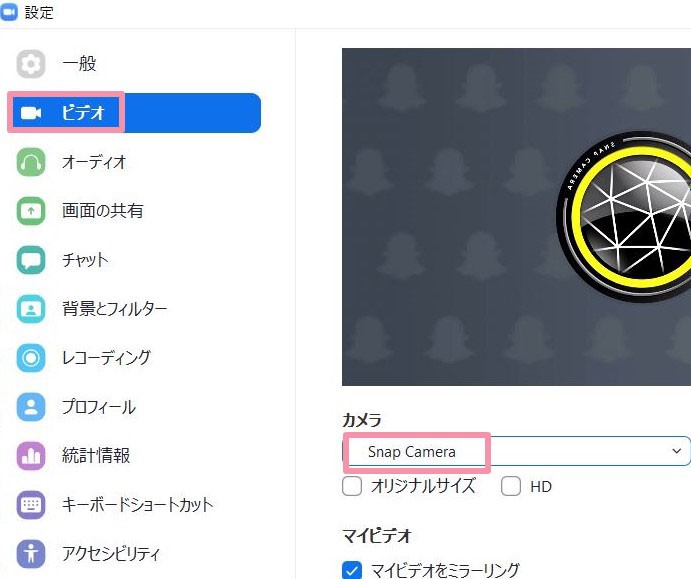 設定
一般
ビデオ
オーディオ
画面の共有
チャット
背景とフィルター
レコーディング
プロフィール
統計情報
キーボードショートカット
アクセシビリティ
SNAP CAMERA
カメラ
Snap Camera
オリジナルサイズ
HD
マイビデオ
マイビデオをミラーリング